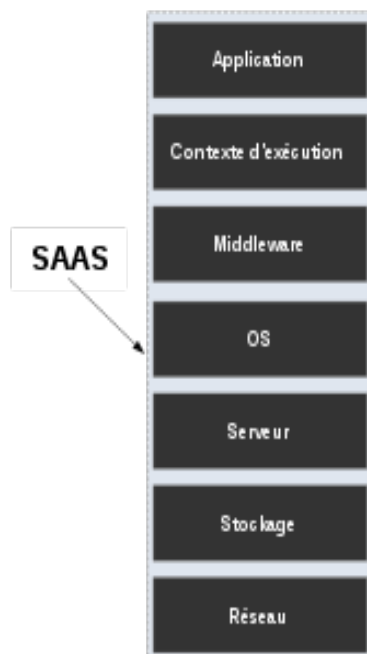 Application
Contexte d'exécution
Middleware
SAAS
OS
Serveur
Stockage
Réseau